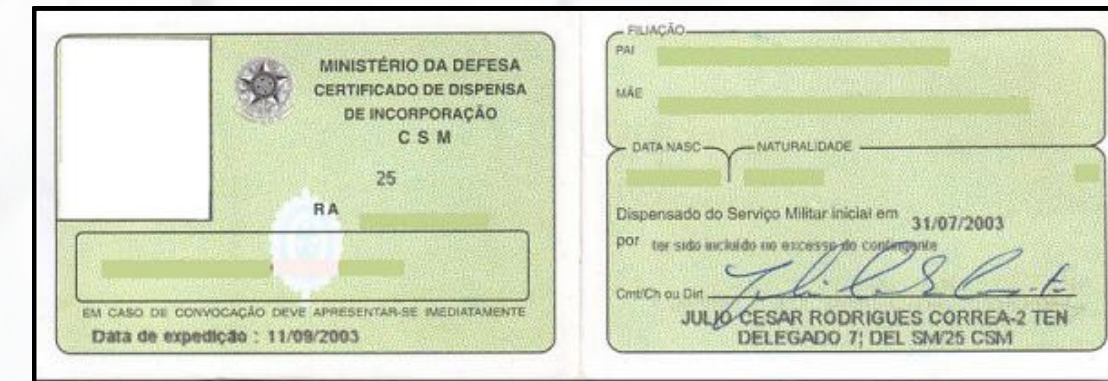 MINISTÉRIO DA DEFESA
CERTIFICADO DE DISPENSA
DE INCORPORAÇÃO
C S M
25
RA
EM CASO DE CONVOCAÇÃO DEVE APRESENTAR-SE IMEDIATAMENTE
Data de expedição : 11/09/2003
FILIAÇÃO
PAI
MÃE
DATA NASC
NATURALIDADE
Dispensado do Serviço Militar inicial em 31/07/2003
por ter sido incluído no excesso do contingente
Cmt/Ch ou Dirt
JULIO CESAR RODRIGUES CORREA-2 TEN
DELEGADO 7¦ DEL SM/25 CSM